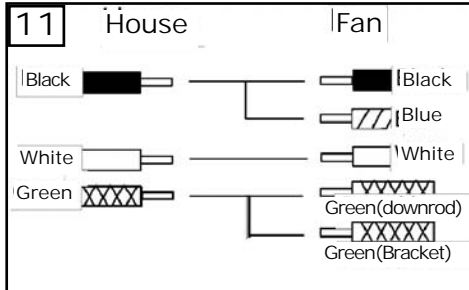 11 House Fan
Black Black
Blue
White White
Green
Green(downrod)
Green(Bracket)